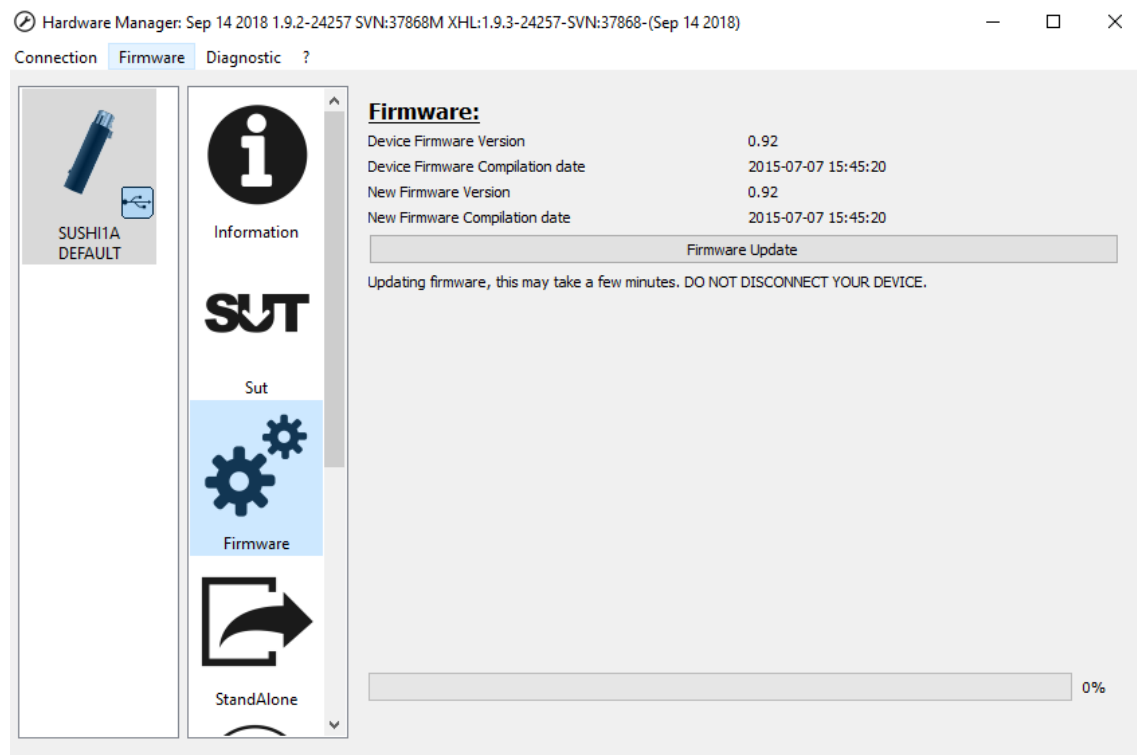 Hardware Manager: Sep 14 2018 1.9.2-24257 SVN:37868M XHL:1.9.3-24257-SVN:37868-(Sep 14 2018)
Connection Firmware Diagnostic ?
SUSHI1A
DEFAULT
Information
SUT
Sut
Firmware
StandAlone
Firmware:
Device Firmware Version 0.92
Device Firmware Compilation date 2015-07-07 15:45:20
New Firmware Version 0.92
New Firmware Compilation date 2015-07-07 15:45:20
Firmware Update
Updating firmware, this may take a few minutes. DO NOT DISCONNECT YOUR DEVICE.
0%